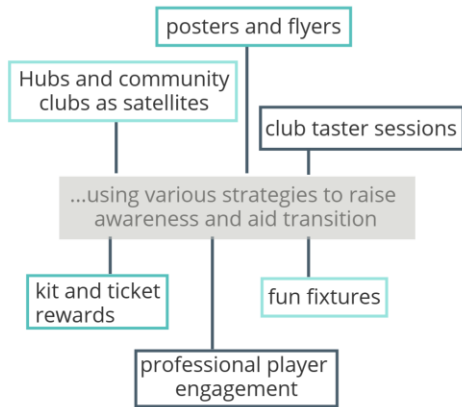 posters and flyers
Hubs and community
clubs as satellites
club taster sessions
...using various strategies to raise
awareness and aid transition
kit and ticket
rewards
fun fixtures
professional player
engagement